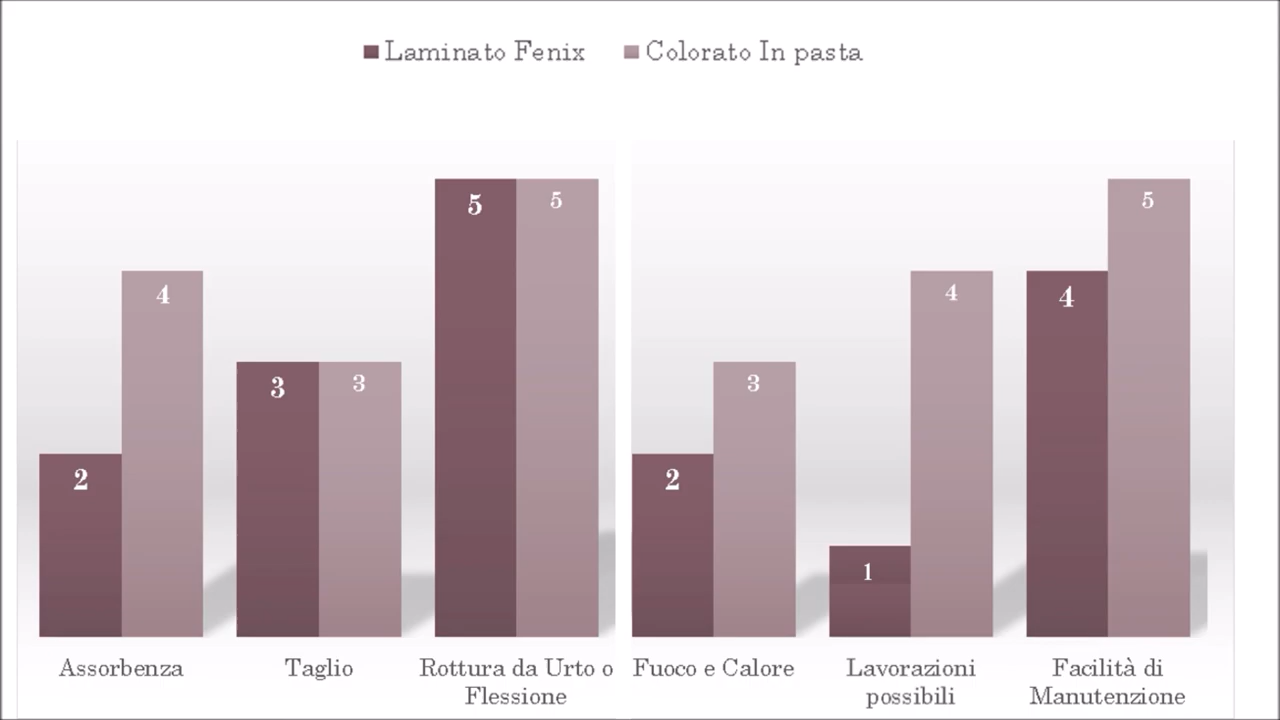 Laminato Fenix
Colorato In pasta
2
4
3
3
5
5
2
3
1
4
4
5
Assorbenza
Taglio
Rottura da Urto o
Flessione
Fuoco e Calore
Lavorazioni
possibili
Facilità di
Manutenzione